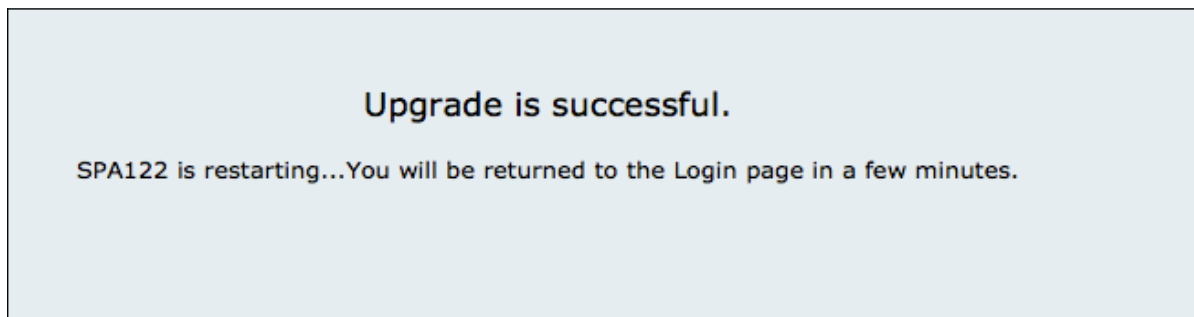 Upgrade is successful.
SPA122 is restarting...You will be returned to the Login page in a few minutes.